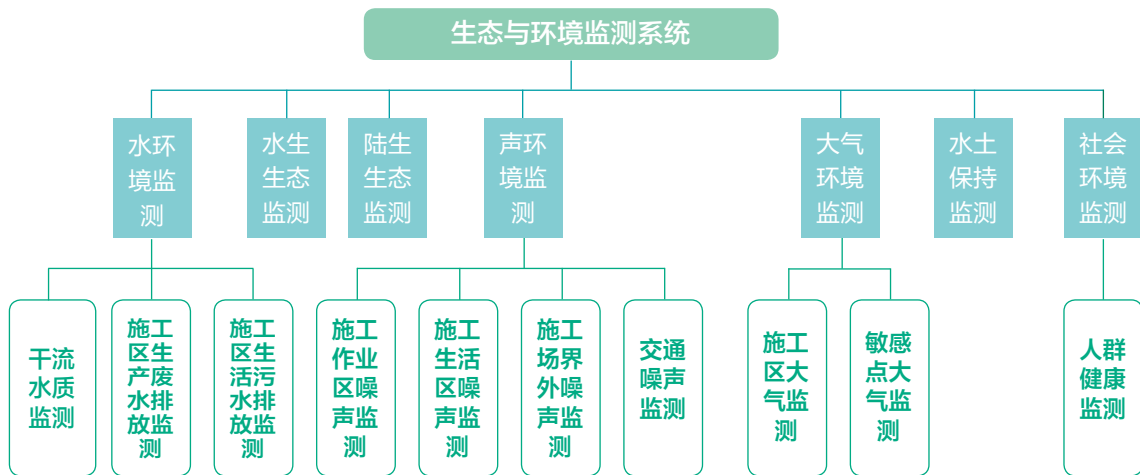 生态与环境监测系统
水环
境监
测
水生
生态
监测
陆生
生态
监测
声环
境监
测
大气
环境
监测
水土
保持
监测
社会
环境
监测
干流
水质
监测
施工
区生
产废
水排
放监
测
施工
区生
活污
水排
放监
测
施工
作业
区噪
声监
测
施工
生活
区噪
声监
测
施工
场界
外噪
声监
测
交通
噪声
监测
施工
区大
气监
测
敏感
点大
气监
测
人群
健康
监测